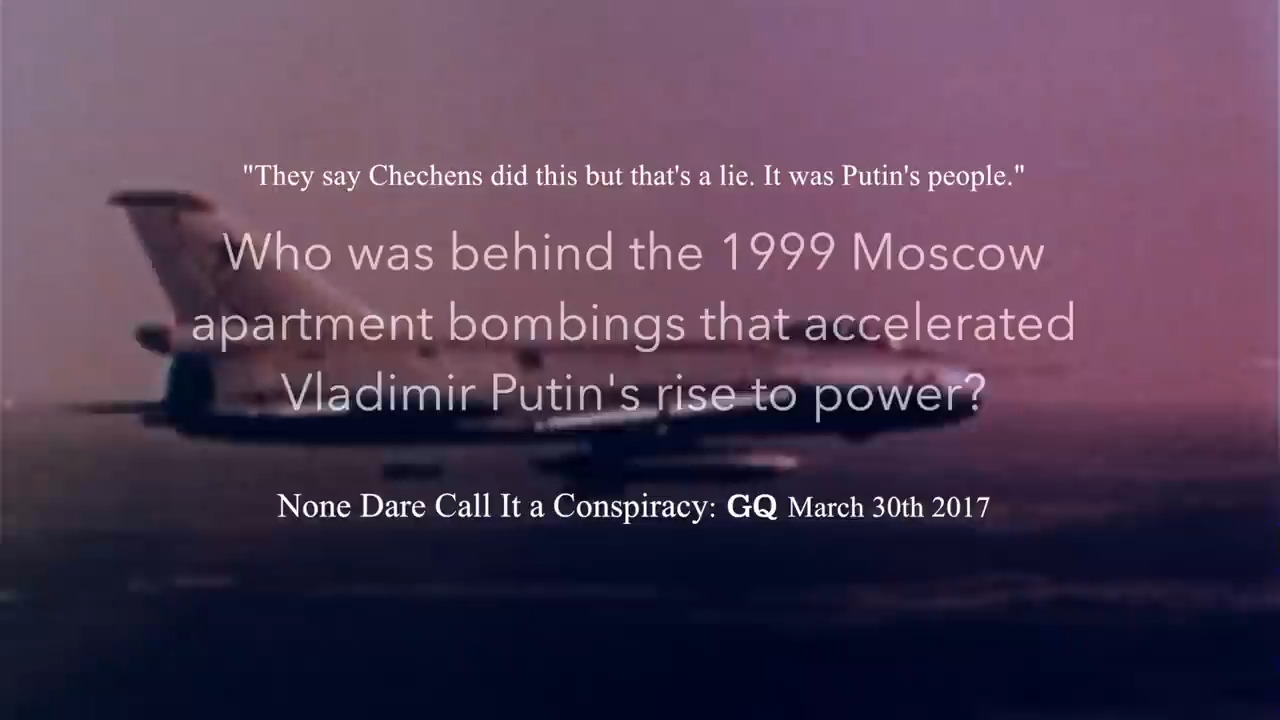 "They say Chechens did this but that's a lie. It was Putin's people."
Who was behind the 1999 Moscow
apartment bombings that accelerated
Vladimir Putin's rise to power?
None Dare Call It a Conspiracy: GQ March 30th 2017